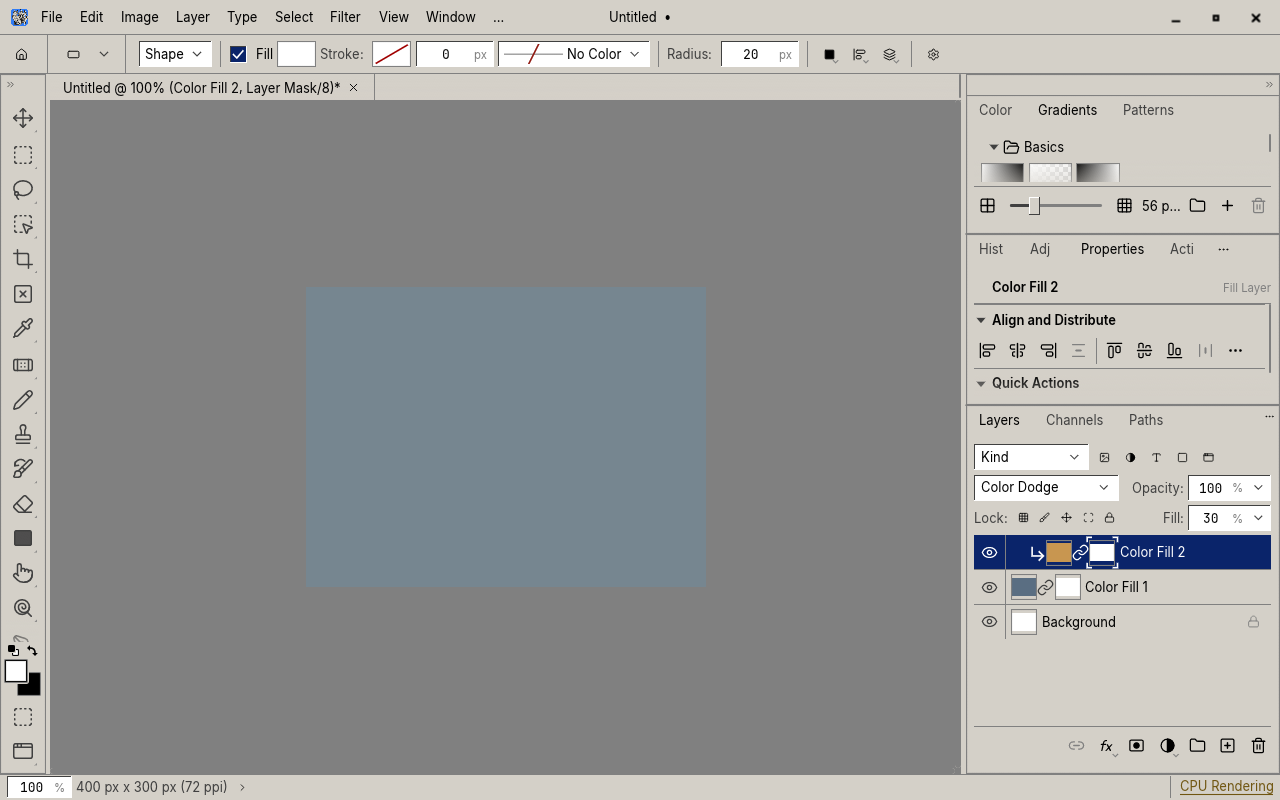 File Edit Image Layer Type Select Filter View Window ... Untitled •
Shape Fill Stroke: 0 px No Color Radius: 20 px
Untitled @ 100% (Color Fill 2, Layer Mask/8)*
Color Gradients Patterns
Basics
56 p...
Hist Adj Properties Acti
Color Fill 2 Fill Layer
Align and Distribute
Quick Actions
Layers Channels Paths
Kind
Color Dodge Opacity: 100 %
Lock: Fill: 30 %
Color Fill 2
Color Fill 1
Background
fx
100 % 400 px x 300 px (72 ppi) CPU Rendering